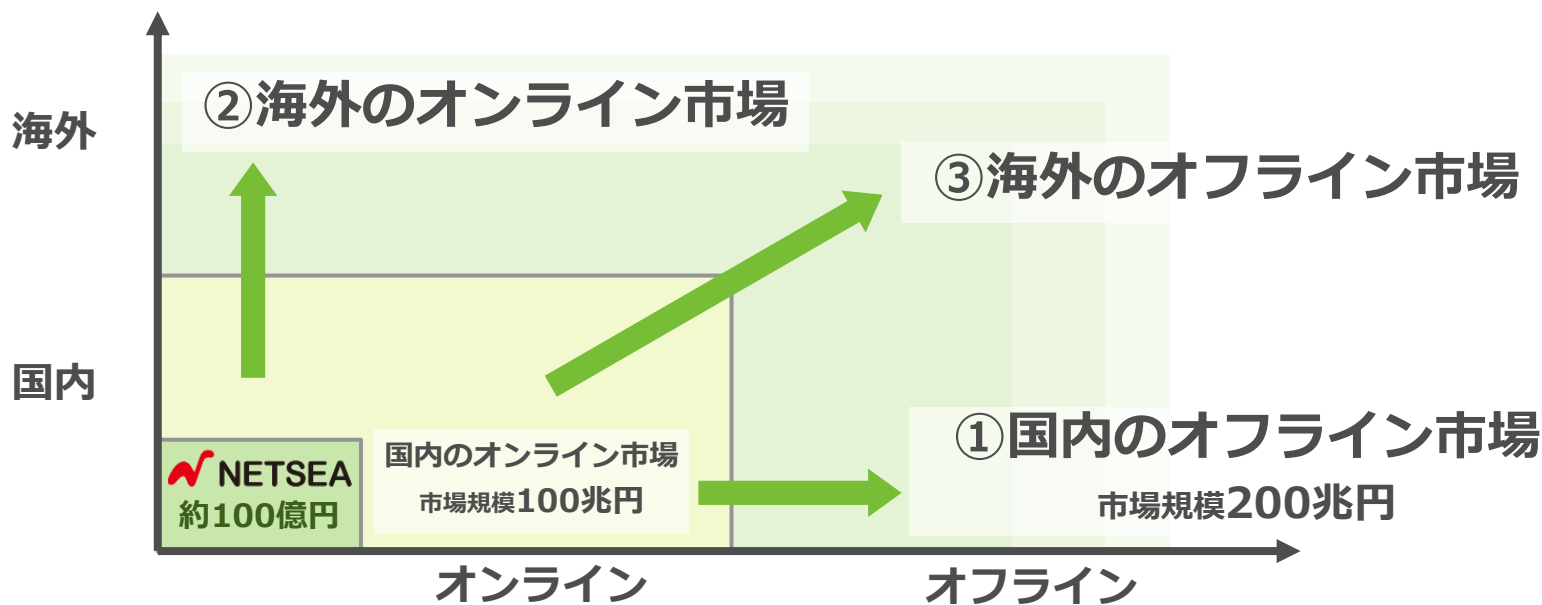 ②海外のオンライン市場
海外
③海外のオフライン市場
国内
①国内のオフライン市場
市場規模200兆円
国内のオンライン市場
市場規模100兆円
NETSEA
約100億円
オンライン
オフライン